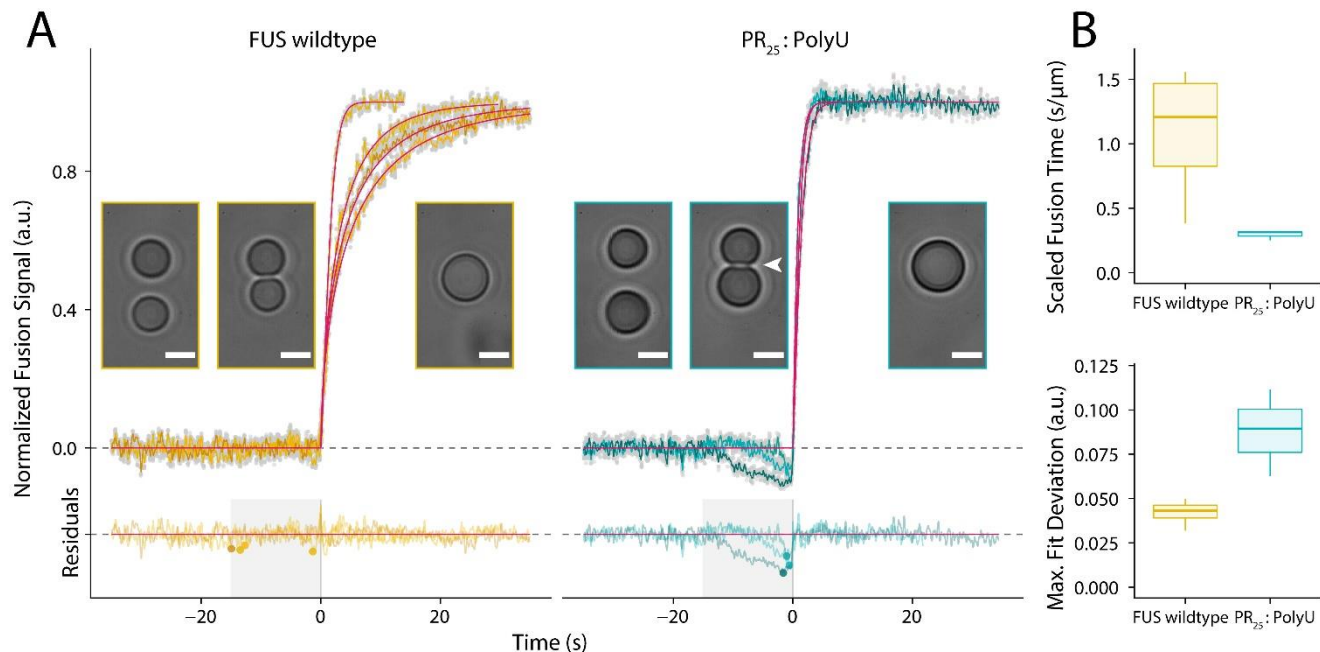 A
FUS wildtype
PR₂₅: PolyU
Normalized Fusion Signal (a.u.)
0.8
0.4
0.0
Residuals
−20
0
20
−20
0
20
Time (s)
B
Scaled Fusion Time (s/μm)
1.5
1.0
0.5
0.0
FUS wildtype
PR₂₅: PolyU
Max. Fit Deviation (a.u.)
0.125
0.100
0.075
0.050
0.025
0.000
FUS wildtype
PR₂₅: PolyU